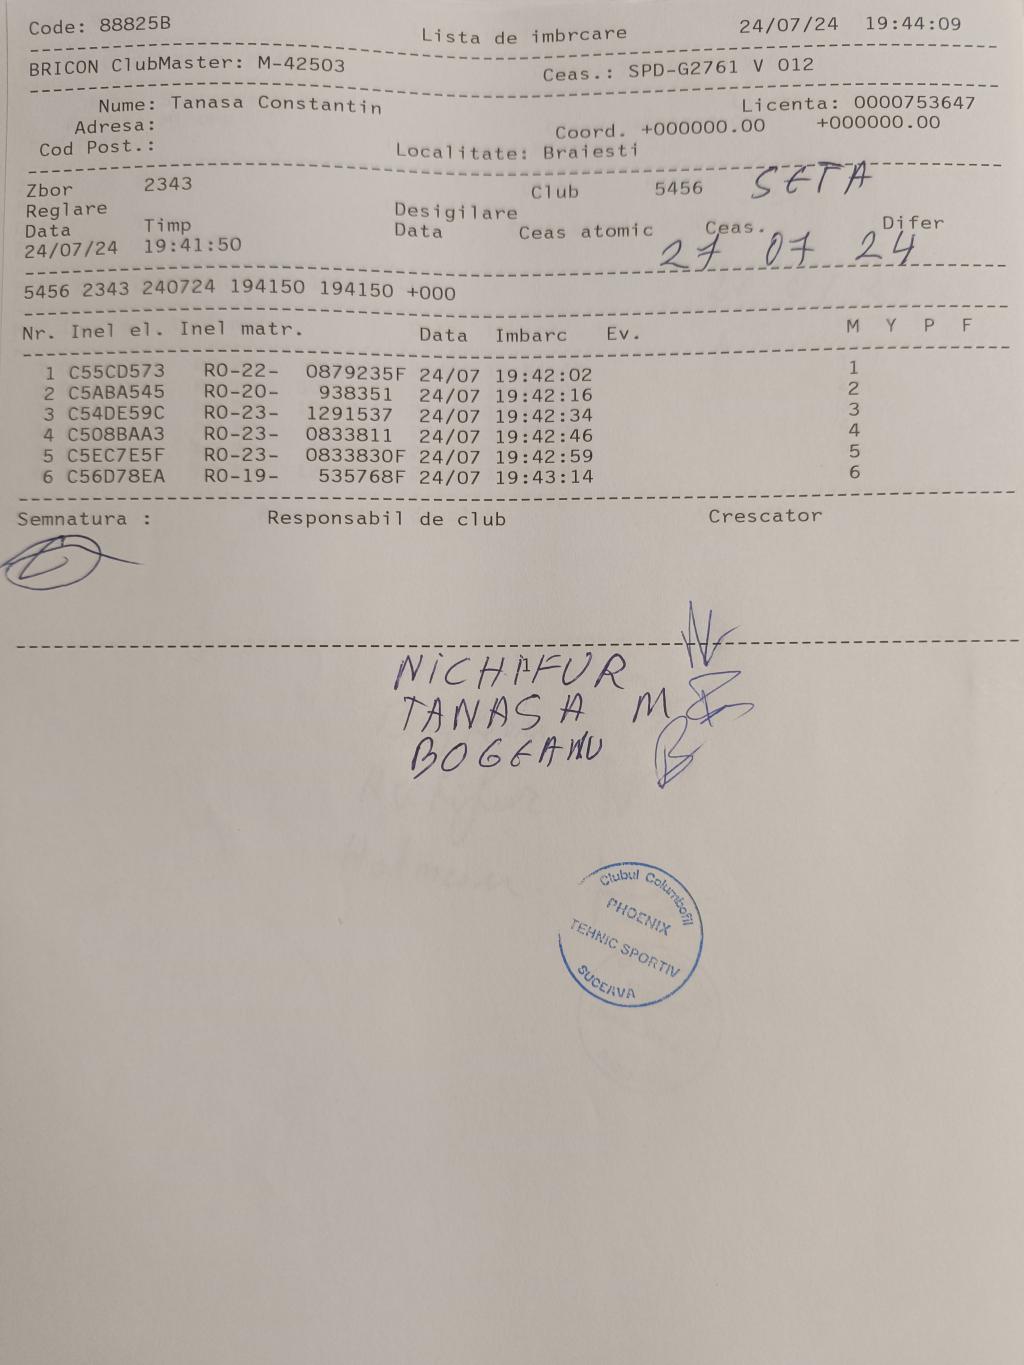 Code: 88825B Lista de imbrcare 24/07/24 19:44:09
BRICON ClubMaster: M-42503 Ceas.: SPD-G2761 V 012
Nume: Tanasa Constantin Licenta: 0000753647
Adresa: Coord. +000000.00 +000000.00
Cod Post.: Localitate: Braiesti
Zbor 2343 Club 5456 SETA
Reglare Desigilare
Data Timp Data Ceas atomic Ceas. Difer
24/07/24 19:41:50 27 07 24
5456 2343 240724 194150 194150 +000
Nr. Inel el. Inel matr. Data Imbarc Ev. M Y P F
1 C55CD573 RO-22- 0879235F 24/07 19:42:02 1
2 C5ABA545 RO-20- 938351 24/07 19:42:16 2
3 C54DE59C RO-23- 1291537 24/07 19:42:34 3
4 C508BAA3 RO-23- 0833811 24/07 19:42:46 4
5 C5EC7E5F RO-23- 0833830F 24/07 19:42:59 5
6 C56D78EA RO-19- 535768F 24/07 19:43:14 6
Semnatura : Responsabil de club Crescator
TANASA M
BOGEANU
Clubul Columbofil
PHOENIX
TEHNIC SPORTIV
SUCEAVA